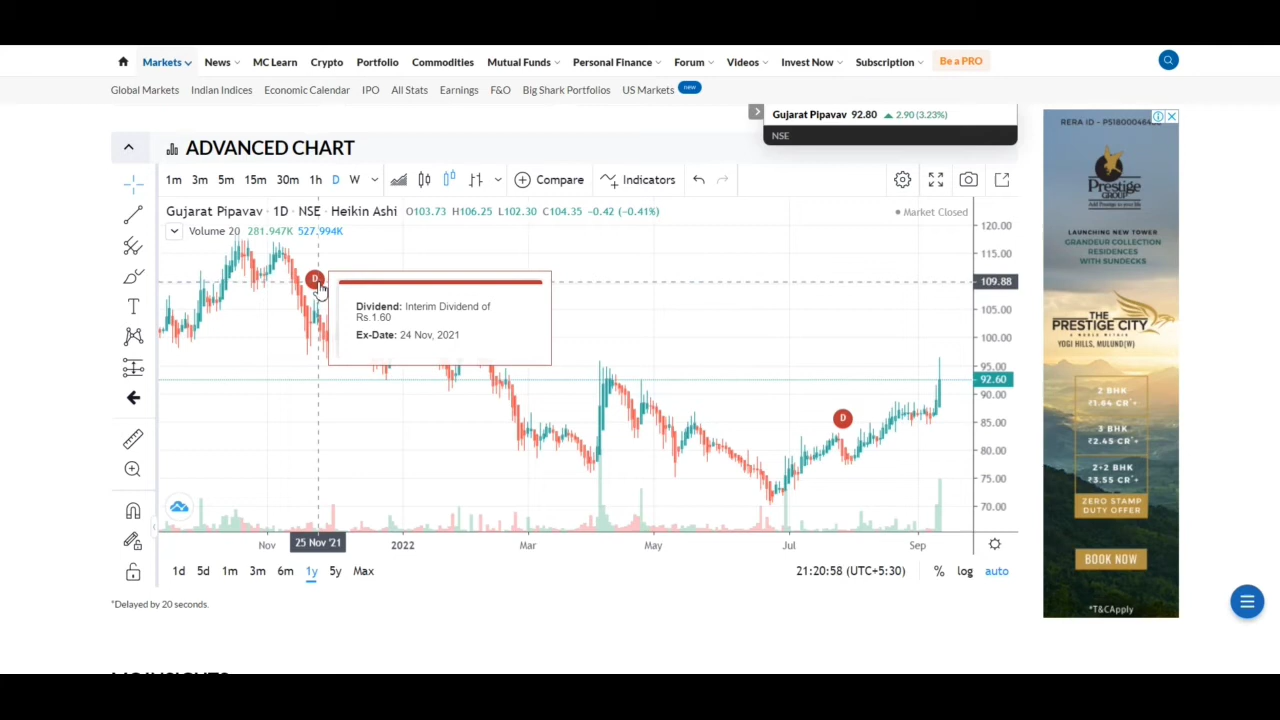 Markets News MC Learn Crypto Portfolio Commodities Mutual Funds Personal Finance Forum Videos Invest Now Subscription Be a PRO
Global Markets Indian Indices Economic Calendar IPO All Stats Earnings F&O Big Shark Portfolios US Markets new
Gujarat Pipavav 92.80 ▲ 2.90 (3.23%)
NSE
ADVANCED CHART
1m 3m 5m 15m 30m 1h D W Compare Indicators
Gujarat Pipavav · 1D · NSE · Heikin Ashi O103.73 H106.25 L102.30 C104.35 −0.42 (−0.41%)
Market Closed
Volume 20 281.947K 527.994K
D
Dividend: Interim Dividend of
Rs.1.60
Ex-Date: 24 Nov, 2021
D
120.00
115.00
109.88
105.00
100.00
95.00
92.60
90.00
85.00
80.00
75.00
70.00
Nov 25 Nov '21 2022 Mar May Jul Sep
1d 5d 1m 3m 6m 1y 5y Max 21:20:58 (UTC+5:30) % log auto
*Delayed by 20 seconds.
Prestige
GROUP
LAUNCHING NEW TOWER
GRANDEUR COLLECTION
RESIDENCES
WITH SUNDECKS
THE
PRESTIGE CITY
YOGI HILLS, MULUND(W)
2 BHK
₹1.64 CR*+
3 BHK
₹2.45 CR*+
2+2 BHK
₹3.55 CR*+
ZERO STAMP
DUTY OFFER
BOOK NOW
*T&CApply